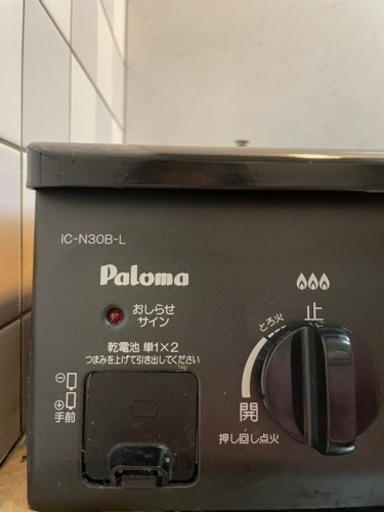 IC-N30B-L
Paloma
おしらせ
サイン
乾電池 単1×2
つまみを上げて引き出してください
⊖
⊕
手前
止
とろ火
開
押し回し点火